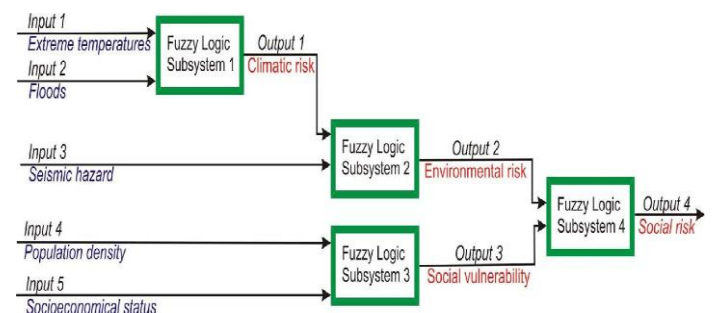 Input 1
Extreme temperatures
Input 2
Floods
Fuzzy Logic
Subsystem 1
Output 1
Climatic risk
Input 3
Seismic hazard
Fuzzy Logic
Subsystem 2
Output 2
Environmental risk
Input 4
Population density
Input 5
Socioeconomical status
Fuzzy Logic
Subsystem 3
Output 3
Social vulnerability
Fuzzy Logic
Subsystem 4
Output 4
Social risk